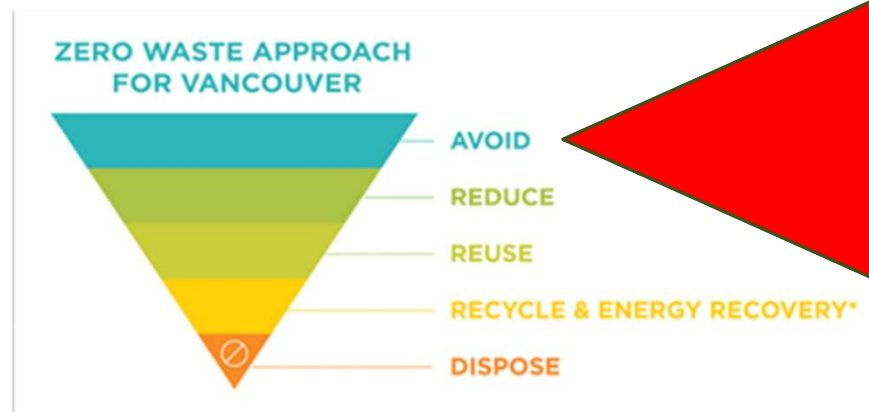 ZERO WASTE APPROACH
FOR VANCOUVER
AVOID
REDUCE
REUSE
RECYCLE & ENERGY RECOVERY*
DISPOSE